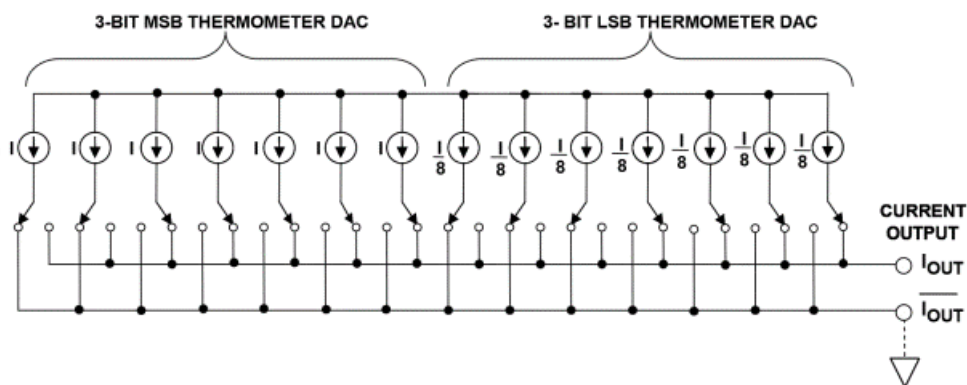 3-BIT MSB THERMOMETER DAC
3- BIT LSB THERMOMETER DAC
I I I I I I I I/8 I/8 I/8 I/8 I/8 I/8 I/8
CURRENT
OUTPUT
IOUT
IOUT